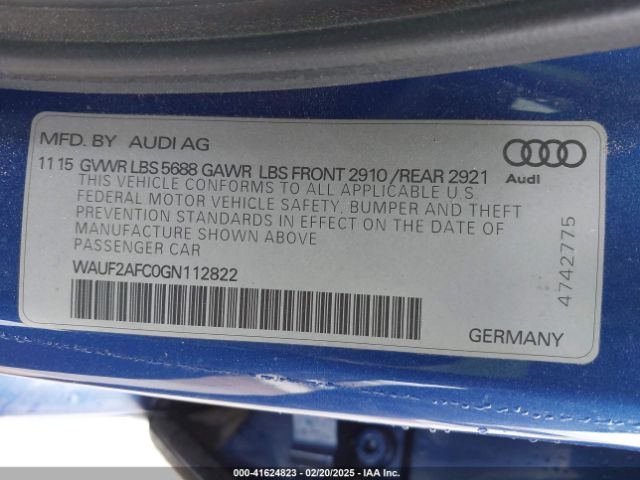 MFD. BY AUDI AG
11 15 GVWR LBS 5688 GAWR LBS FRONT 2910 /REAR 2921
THIS VEHICLE CONFORMS TO ALL APPLICABLE U.S.
FEDERAL MOTOR VEHICLE SAFETY, BUMPER AND THEFT
PREVENTION STANDARDS IN EFFECT ON THE DATE OF
MANUFACTURE SHOWN ABOVE
PASSENGER CAR
WAUF2AFC0GN112822
Audi
4742775
GERMANY
000-41624823 - 02/20/2025 - IAAI.COM